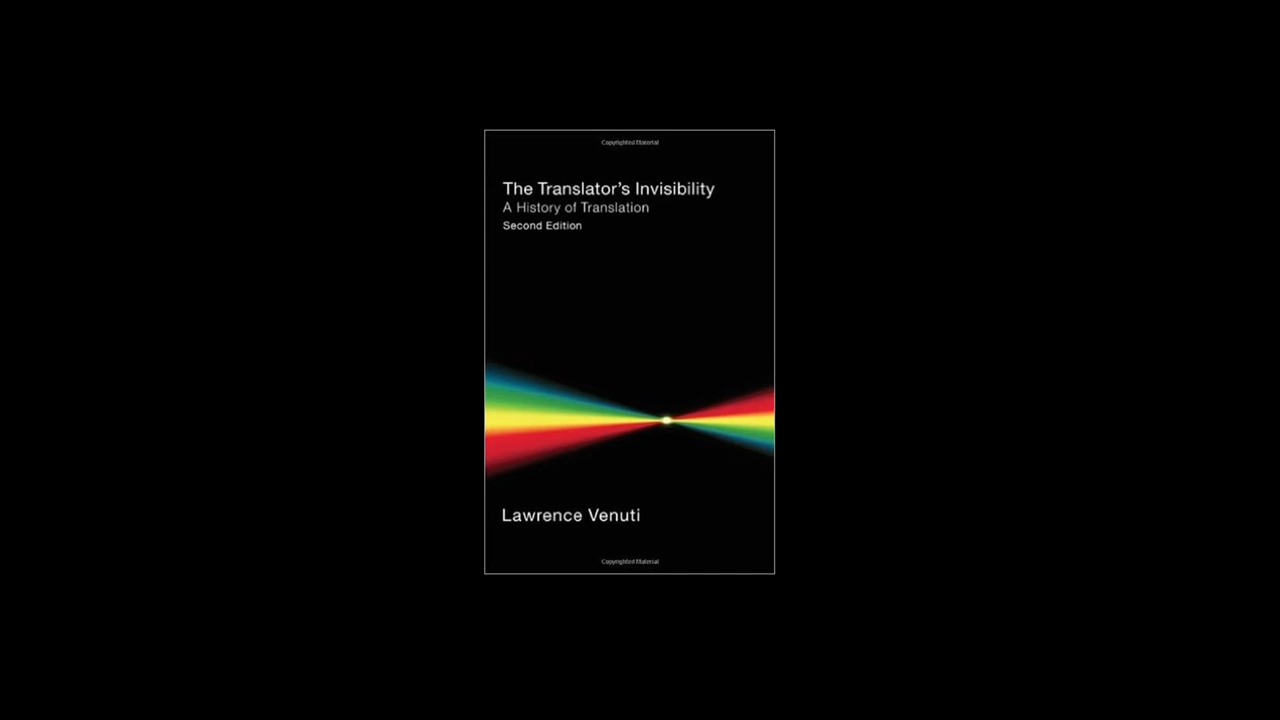 Copyrighted Material
The Translator's Invisibility
A History of Translation
Second Edition
Lawrence Venuti
Copyrighted Material